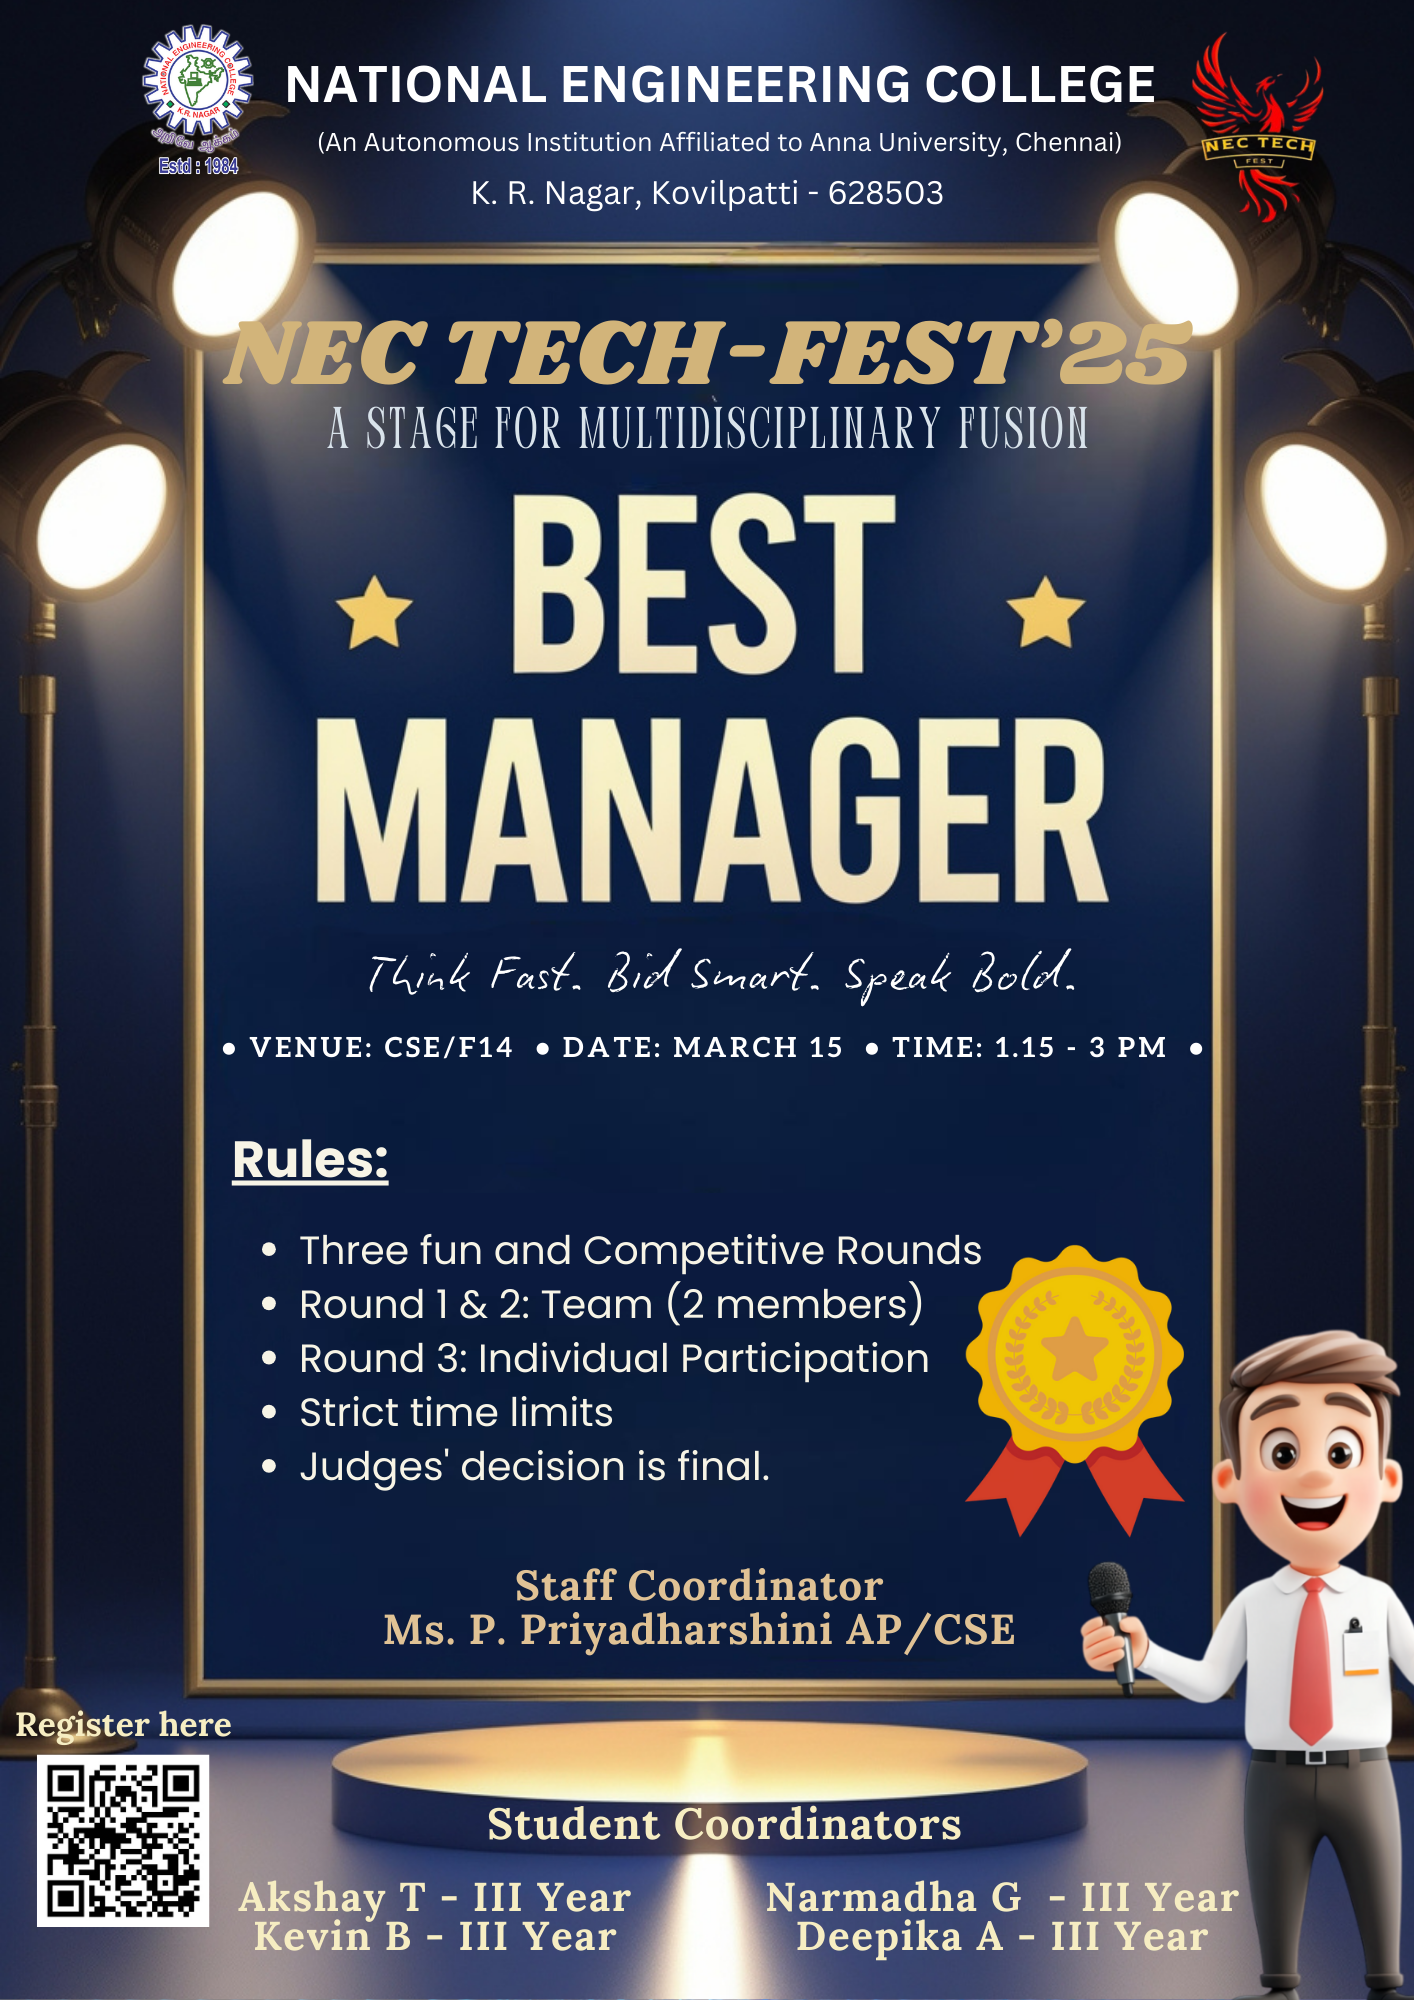 NATIONAL ENGINEERING COLLEGE
(An Autonomous Institution Affiliated to Anna University, Chennai)
K. R. Nagar, Kovilpatti - 628503
NATIONAL ENGINEERING COLLEGE
K.R. NAGAR
Estd : 1984
NEC TECH
FEST
NEC TECH-FEST’25
A STAGE FOR MULTIDISCIPLINARY FUSION
BEST
MANAGER
Think Fast. Bid Smart. Speak Bold.
• VENUE: CSE/F14 • DATE: MARCH 15 • TIME: 1.15 - 3 PM •
Rules:
• Three fun and Competitive Rounds
• Round 1 & 2: Team (2 members)
• Round 3: Individual Participation
• Strict time limits
• Judges' decision is final.
Staff Coordinator
Ms. P. Priyadharshini AP/CSE
Register here
Student Coordinators
Akshay T - III Year
Kevin B - III Year
Narmadha G - III Year
Deepika A - III Year